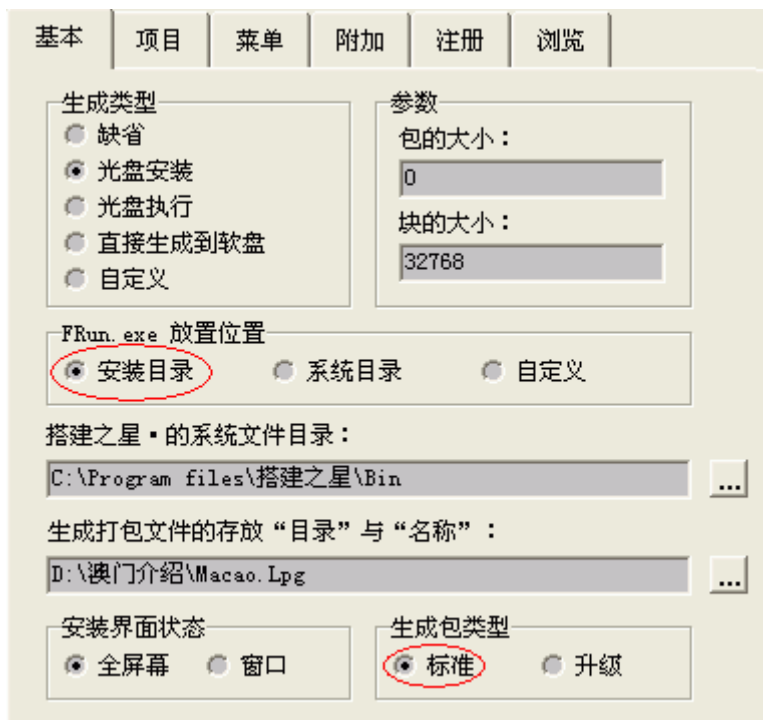 基本 项目 菜单 附加 注册 浏览
生成类型
缺省
光盘安装
光盘执行
直接生成到软盘
自定义
参数
包的大小：
0
块的大小：
32768
FRun.exe 放置位置
安装目录 系统目录 自定义
搭建之星·的系统文件目录：
C:\Program files\搭建之星\Bin
...
生成打包文件的存放“目录”与“名称”：
D:\澳门介绍\Macao.Lpg
...
安装界面状态
全屏幕 窗口
生成包类型
标准 升级